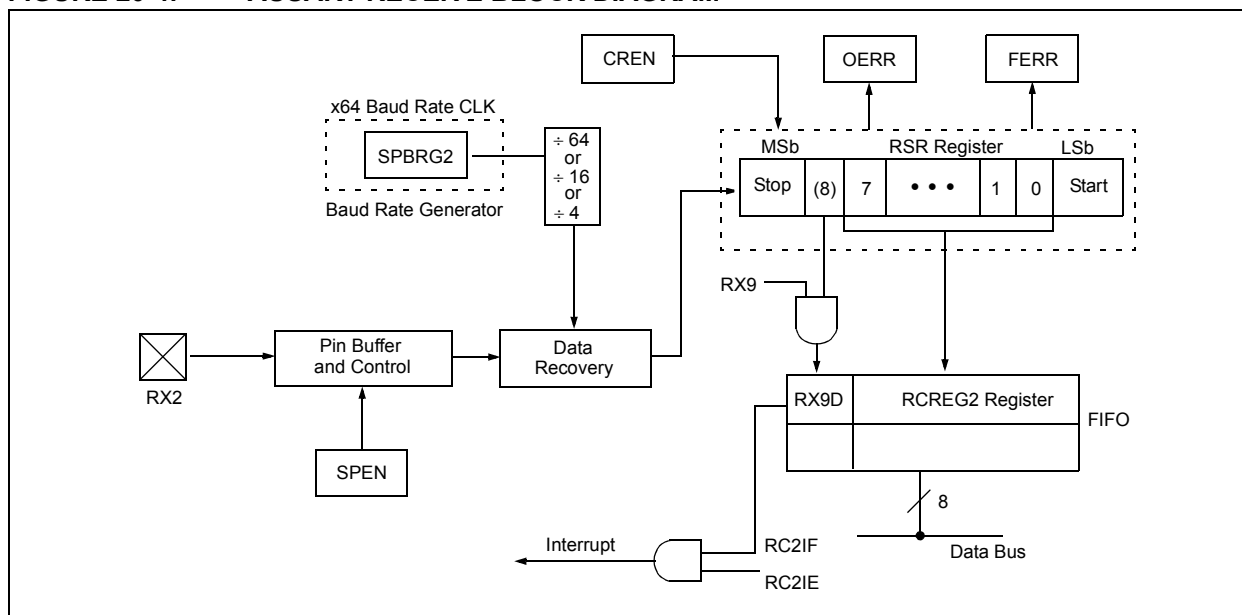 CREN
OERR
FERR
x64 Baud Rate CLK
SPBRG2
Baud Rate Generator
÷ 64
or
÷ 16
or
÷ 4
MSb
RSR Register
LSb
Stop
(8)
7
• • •
1
0
Start
RX9
RX2
Pin Buffer
and Control
Data
Recovery
SPEN
RX9D
RCREG2 Register
FIFO
8
Data Bus
Interrupt
RC2IF
RC2IE